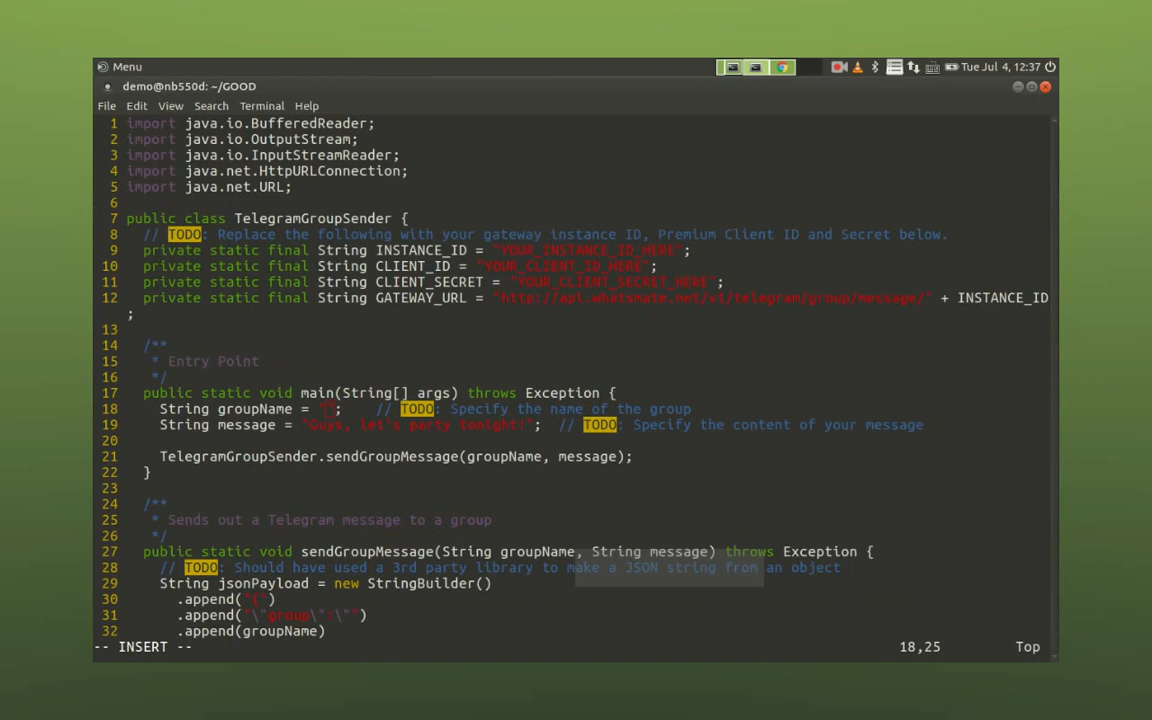 Menu
Tue Jul 4, 12:37
demo@nb550d: ~/GOOD
File Edit View Search Terminal Help
1 import java.io.BufferedReader;
2 import java.io.OutputStream;
3 import java.io.InputStreamReader;
4 import java.net.HttpURLConnection;
5 import java.net.URL;
6
7 public class TelegramGroupSender {
8 // TODO: Replace the following with your gateway instance ID, Premium Client ID and Secret below.
9 private static final String INSTANCE_ID = "YOUR_INSTANCE_ID_HERE";
10 private static final String CLIENT_ID = "YOUR_CLIENT_ID_HERE";
11 private static final String CLIENT_SECRET = "YOUR_CLIENT_SECRET_HERE";
12 private static final String GATEWAY_URL = "http://api.whatsmate.net/v1/telegram/group/message/" + INSTANCE_ID
;
13
14 /**
15 * Entry Point
16 */
17 public static void main(String[] args) throws Exception {
18 String groupName = ""; // TODO: Specify the name of the group
19 String message = "Guys, let's party tonight!"; // TODO: Specify the content of your message
20
21 TelegramGroupSender.sendGroupMessage(groupName, message);
22 }
23
24 /**
25 * Sends out a Telegram message to a group
26 */
27 public static void sendGroupMessage(String groupName, String message) throws Exception {
28 // TODO: Should have used a 3rd party library to make a JSON string from an object
29 String jsonPayload = new StringBuilder()
30 .append("{")
31 .append("\"group\":\"")
32 .append(groupName)
-- INSERT -- 18,25 Top